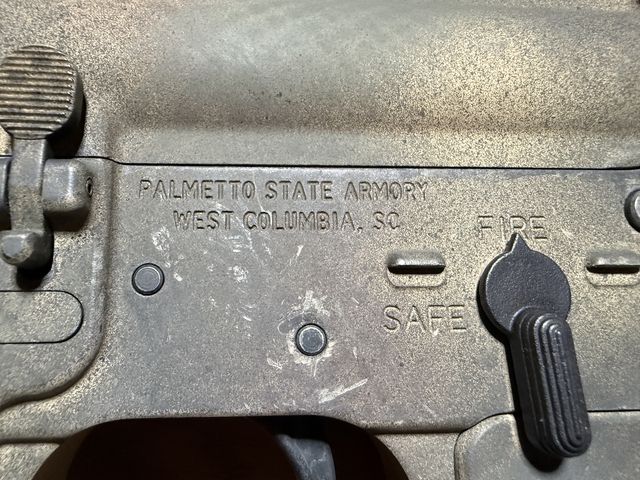 PALMETTO STATE ARMORY
WEST COLUMBIA, SC
FIRE
SAFE